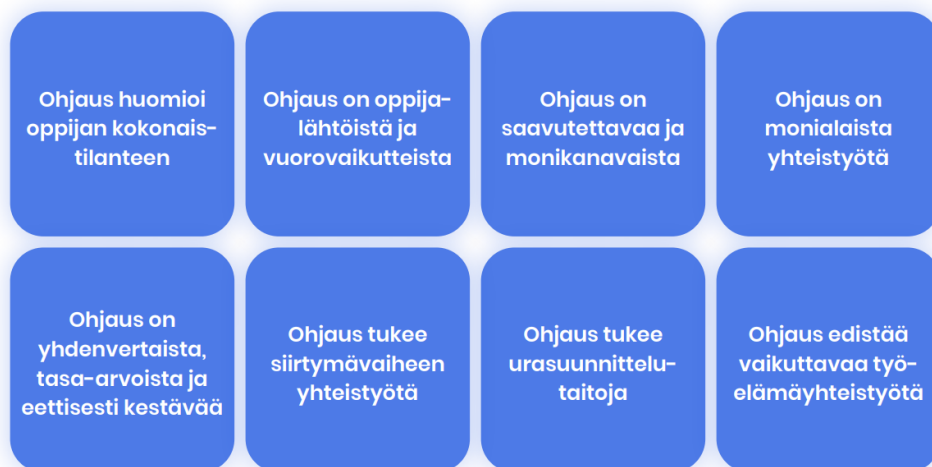 Ohjaus huomioi
oppijan kokonais-
tilanteen
Ohjaus on oppija-
lähtöistä ja
vuorovaikutteista
Ohjaus on
saavutettavaa ja
monikanavaista
Ohjaus on
monialaista
yhteistyötä
Ohjaus on
yhdenvertaista,
tasa-arvoista ja
eettisesti kestävää
Ohjaus tukee
siirtymävaiheen
yhteistyötä
Ohjaus tukee
urasuunnittelu-
taitoja
Ohjaus edistää
vaikuttavaa työ-
elämäyhteistyötä